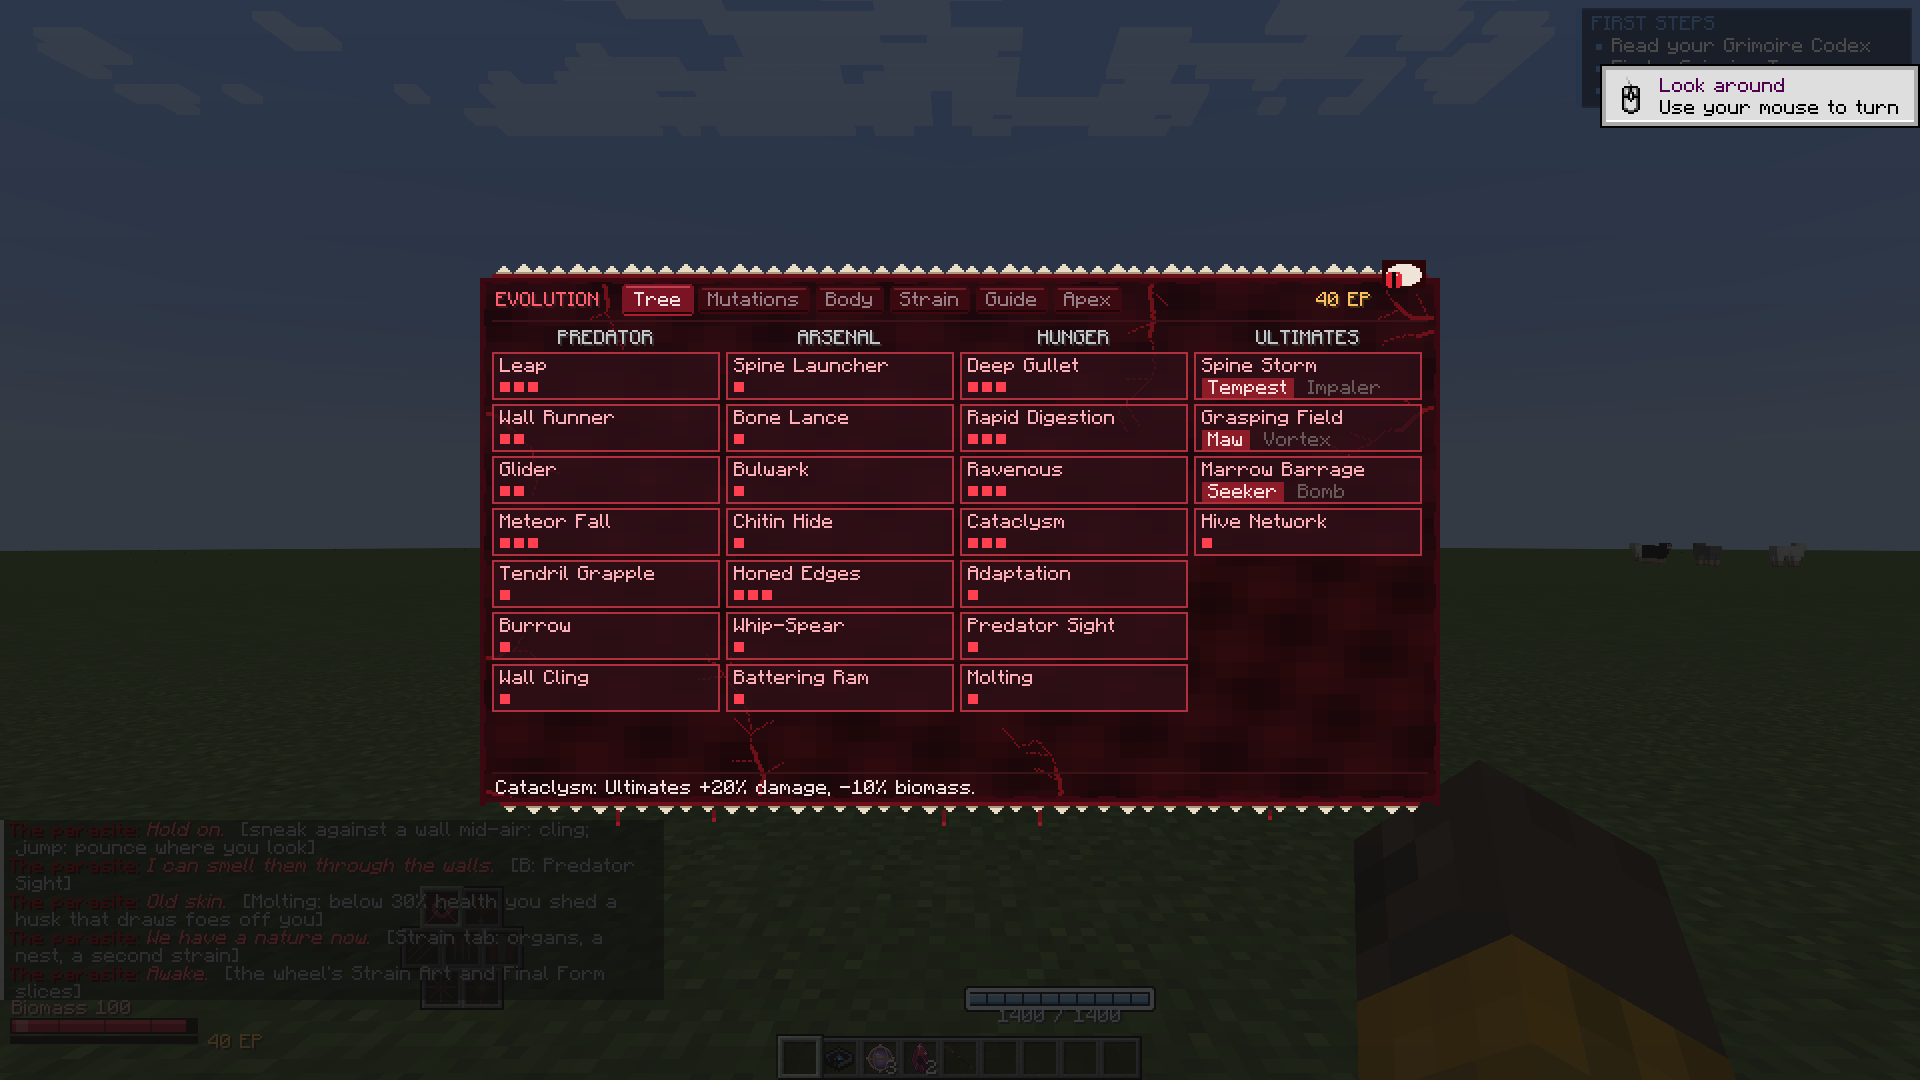 FIRST STEPS
Read your Grimoire Codex
Look around
Use your mouse to turn
EVOLUTION Tree Mutations Body Strain Guide Apex 40 EP
PREDATOR ARSENAL HUNGER ULTIMATES
Leap Spine Launcher Deep Gullet Spine Storm
Tempest Impaler
Wall Runner Bone Lance Rapid Digestion Grasping Field
Maw Vortex
Glider Bulwark Ravenous Marrow Barrage
Seeker Bomb
Meteor Fall Chitin Hide Cataclysm Hive Network
Tendril Grapple Honed Edges Adaptation
Burrow Whip-Spear Predator Sight
Wall Cling Battering Ram Molting
Cataclysm: Ultimates +20% damage, -10% biomass.
The parasite: Hold on. [sneak against a wall mid-air: cling;
jump: pounce where you look]
The parasite: I can smell them through the walls. [B: Predator
Sight]
The parasite: Old skin. [Molting: below 30% health you shed a
husk that draws foes off you]
The parasite: We have a nature now. [Strain tab: organs, a
nest, a second strain]
The parasite: Awake. [the wheel's Strain Art and Final Form
slices]
Biomass 100
40 EP
1400 / 1400
3
2